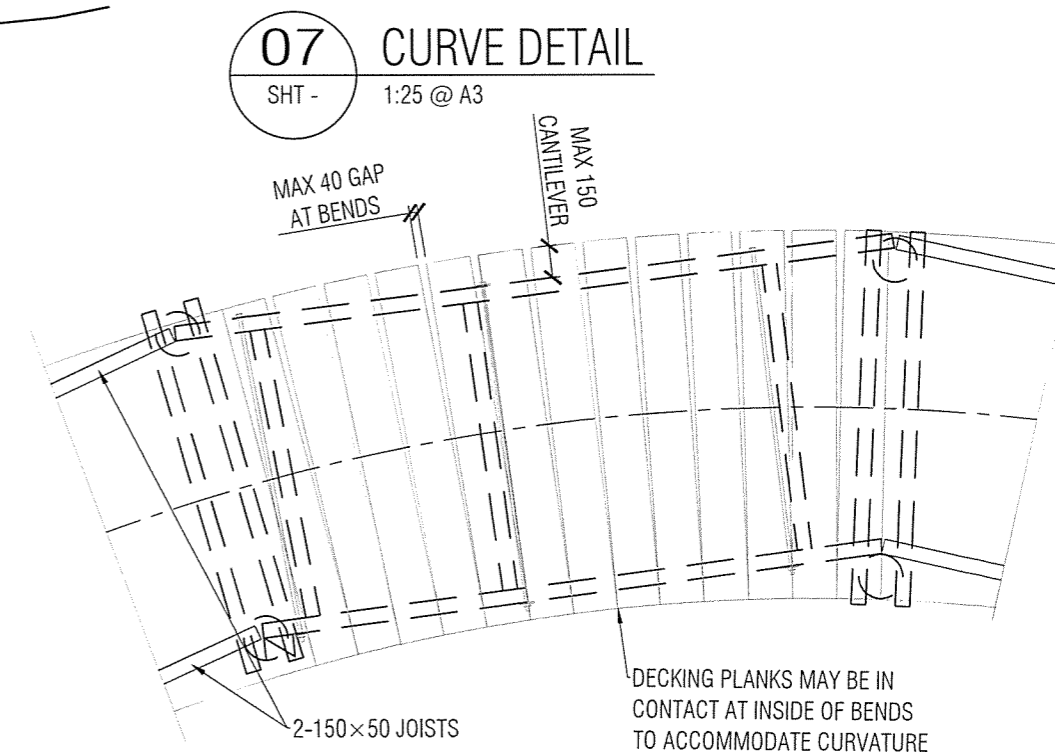 07 CURVE DETAIL
SHT - 1:25 @ A3
MAX 40 GAP
AT BENDS
MAX 150
CANTILEVER
2-150×50 JOISTS
DECKING PLANKS MAY BE IN
CONTACT AT INSIDE OF BENDS
TO ACCOMMODATE CURVATURE